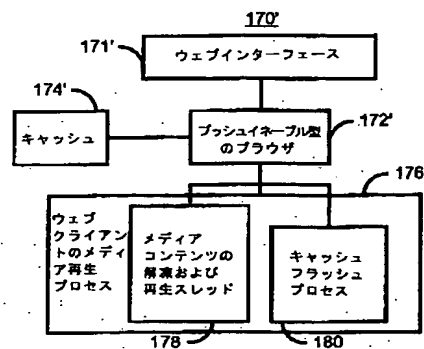 170'
171'
ウェブインターフェース
174'
キャッシュ
プッシュイネーブル型
のブラウザ
172'
176
ウェブ
クライアン
トのメディ
ア再生
プロセス
メディア
コンテンツの
解凍および
再生スレッド
キャッシュ
フラッシュ
プロセス
178
180